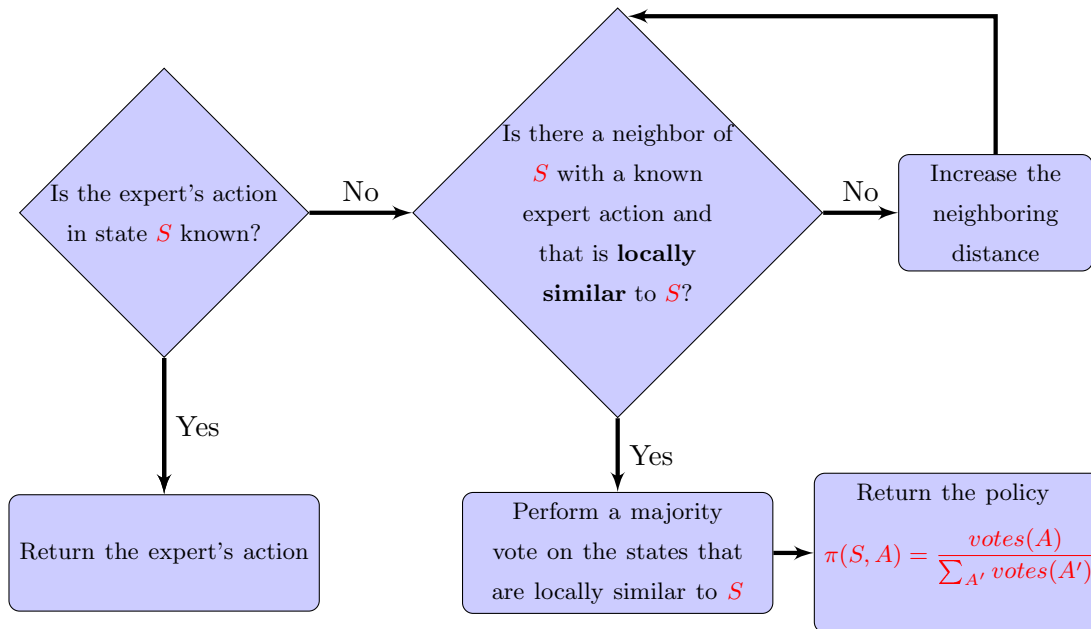 Is the expert's action
in state S known?
No
Is there a neighbor of
S with a known
expert action and
that is locally
similar to S?
No
Increase the
neighboring
distance
Yes
Yes
Return the expert's action
Perform a majority
vote on the states that
are locally similar to S
Return the policy
π(S, A) = votes(A) / ∑_{A'} votes(A')